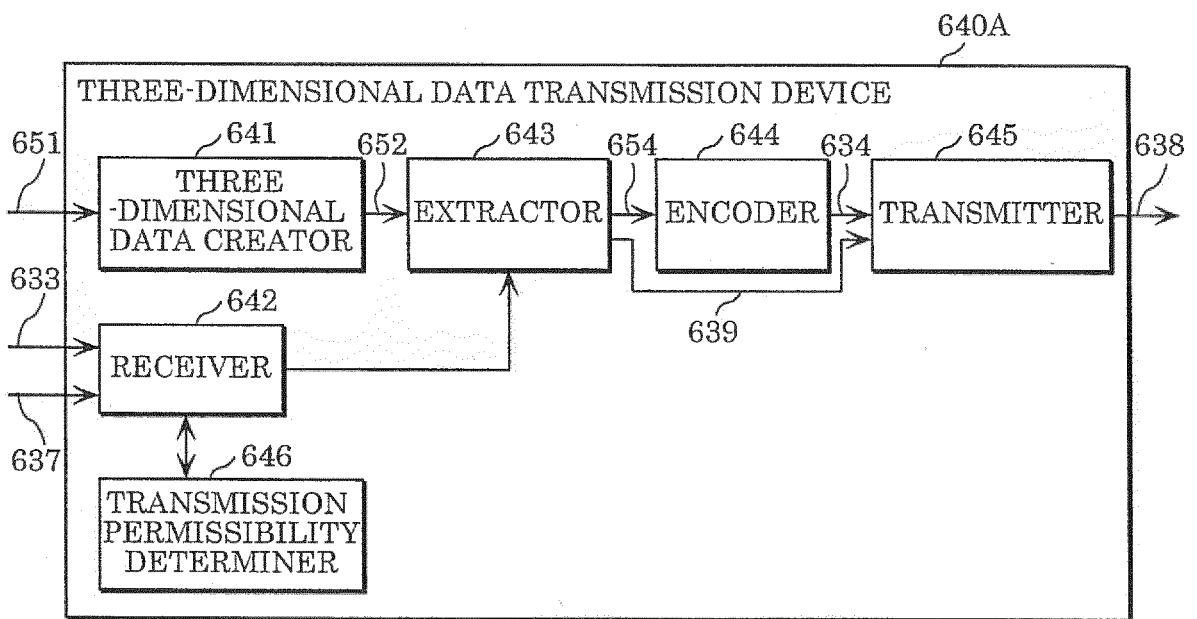 640A
THREE-DIMENSIONAL DATA TRANSMISSION DEVICE
651
641
652
643
654
644
634
645
638
THREE
-DIMENSIONAL
DATA CREATOR
EXTRACTOR
ENCODER
TRANSMITTER
633
642
639
RECEIVER
637
646
TRANSMISSION
PERMISSIBILITY
DETERMINER